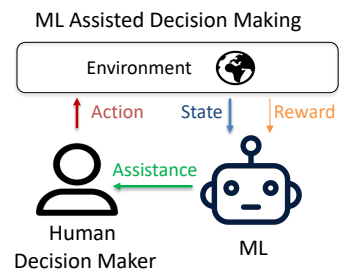 ML Assisted Decision Making
Environment
Action
State
Reward
Assistance
Human
Decision Maker
ML